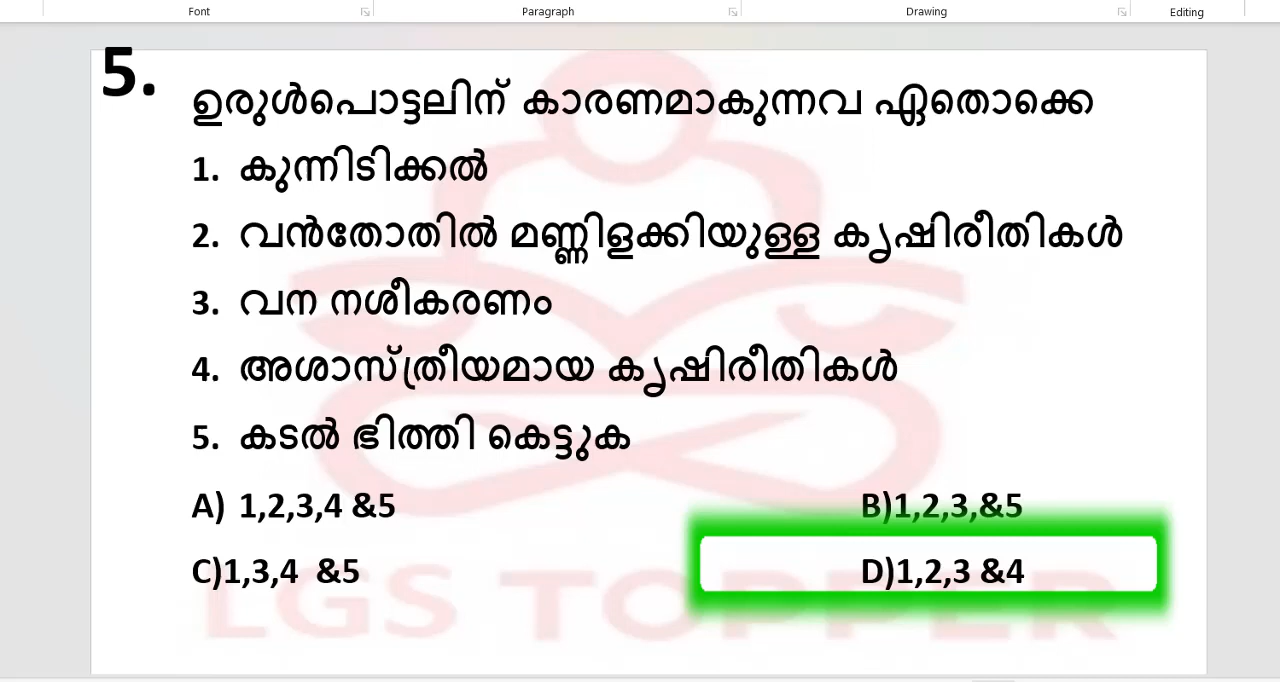 Font Paragraph Drawing Editing
5.
ഉരുൾപൊട്ടലിന് കാരണമാകുന്നവ ഏതൊക്കെ
1. കുന്നിടിക്കൽ
2. വൻതോതിൽ മണ്ണിളക്കിയുള്ള കൃഷിരീതികൾ
3. വന നശീകരണം
4. അശാസ്ത്രീയമായ കൃഷിരീതികൾ
5. കടൽ ഭിത്തി കെട്ടുക
A) 1,2,3,4 &5 B)1,2,3,&5
C)1,3,4 &5 D)1,2,3 &4
LGS TOPPER